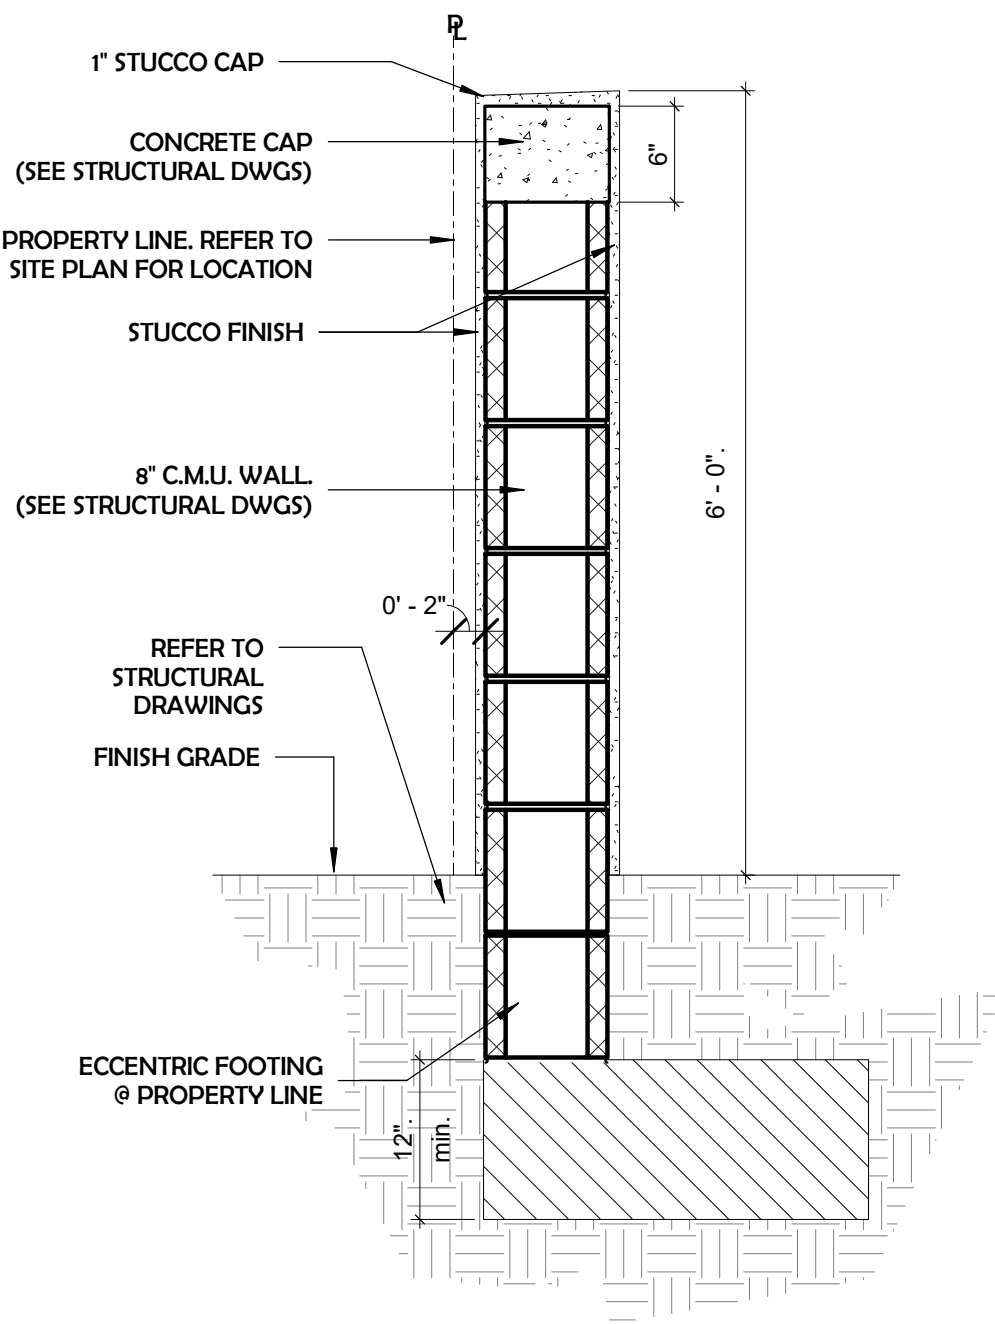 PL
1" STUCCO CAP
CONCRETE CAP
(SEE STRUCTURAL DWGS)
6"
PROPERTY LINE. REFER TO
SITE PLAN FOR LOCATION
STUCCO FINISH
8" C.M.U. WALL.
(SEE STRUCTURAL DWGS)
6' - 0".
0' - 2"
REFER TO
STRUCTURAL
DRAWINGS
FINISH GRADE
ECCENTRIC FOOTING
@ PROPERTY LINE
12".
min.